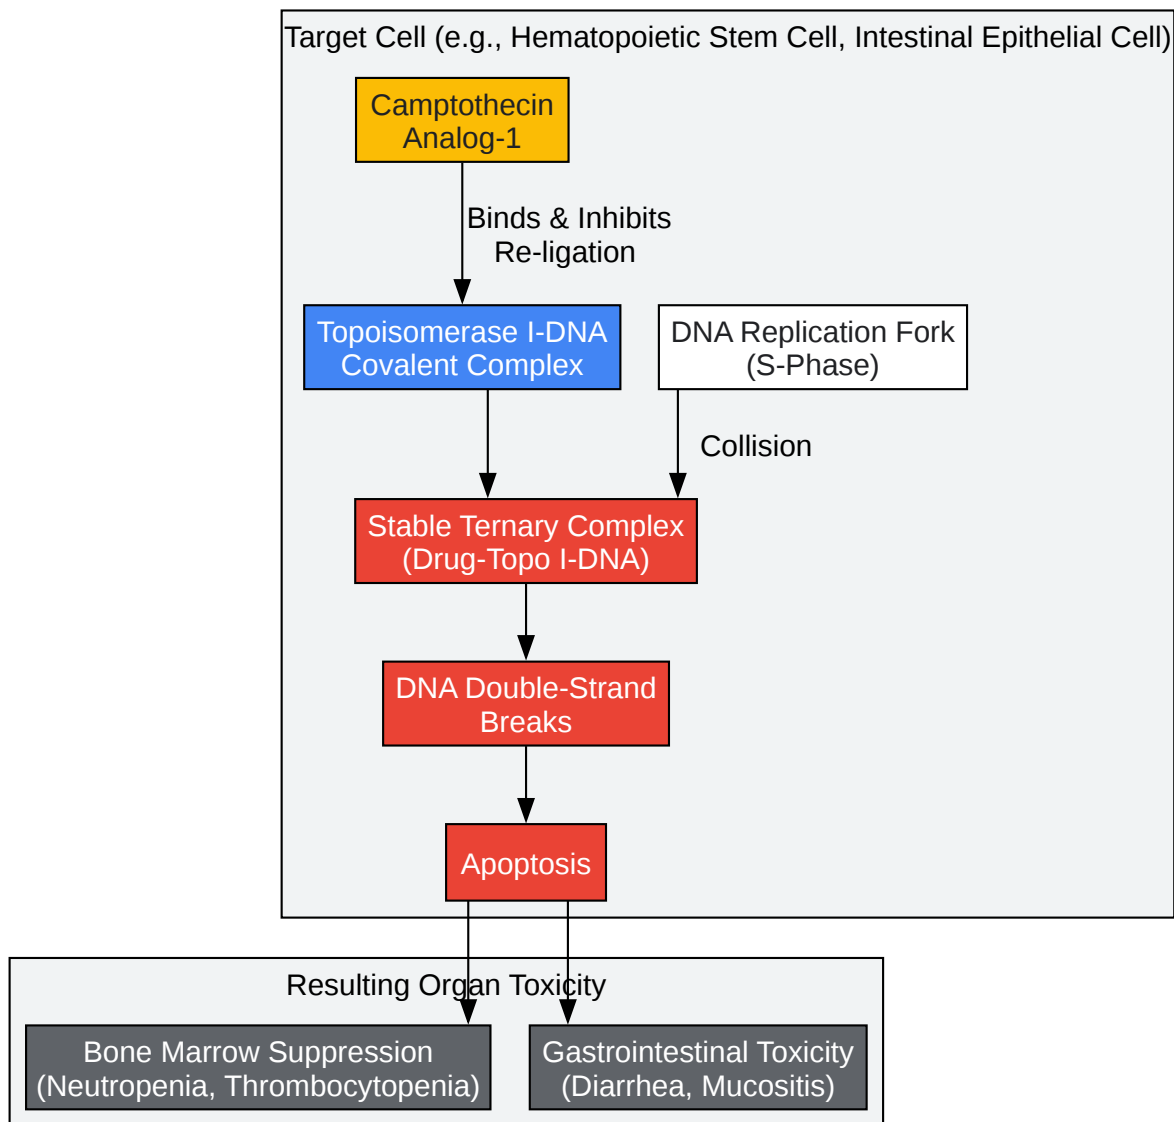 Target Cell (e.g., Hematopoietic Stem Cell, Intestinal Epithelial Cell)
Camptothecin
Analog-1
Binds & Inhibits
Re-ligation
Topoisomerase I-DNA
Covalent Complex
DNA Replication Fork
(S-Phase)
Collision
Stable Ternary Complex
(Drug-Topo I-DNA)
DNA Double-Strand
Breaks
Apoptosis
Resulting Organ Toxicity
Bone Marrow Suppression
(Neutropenia, Thrombocytopenia)
Gastrointestinal Toxicity
(Diarrhea, Mucositis)